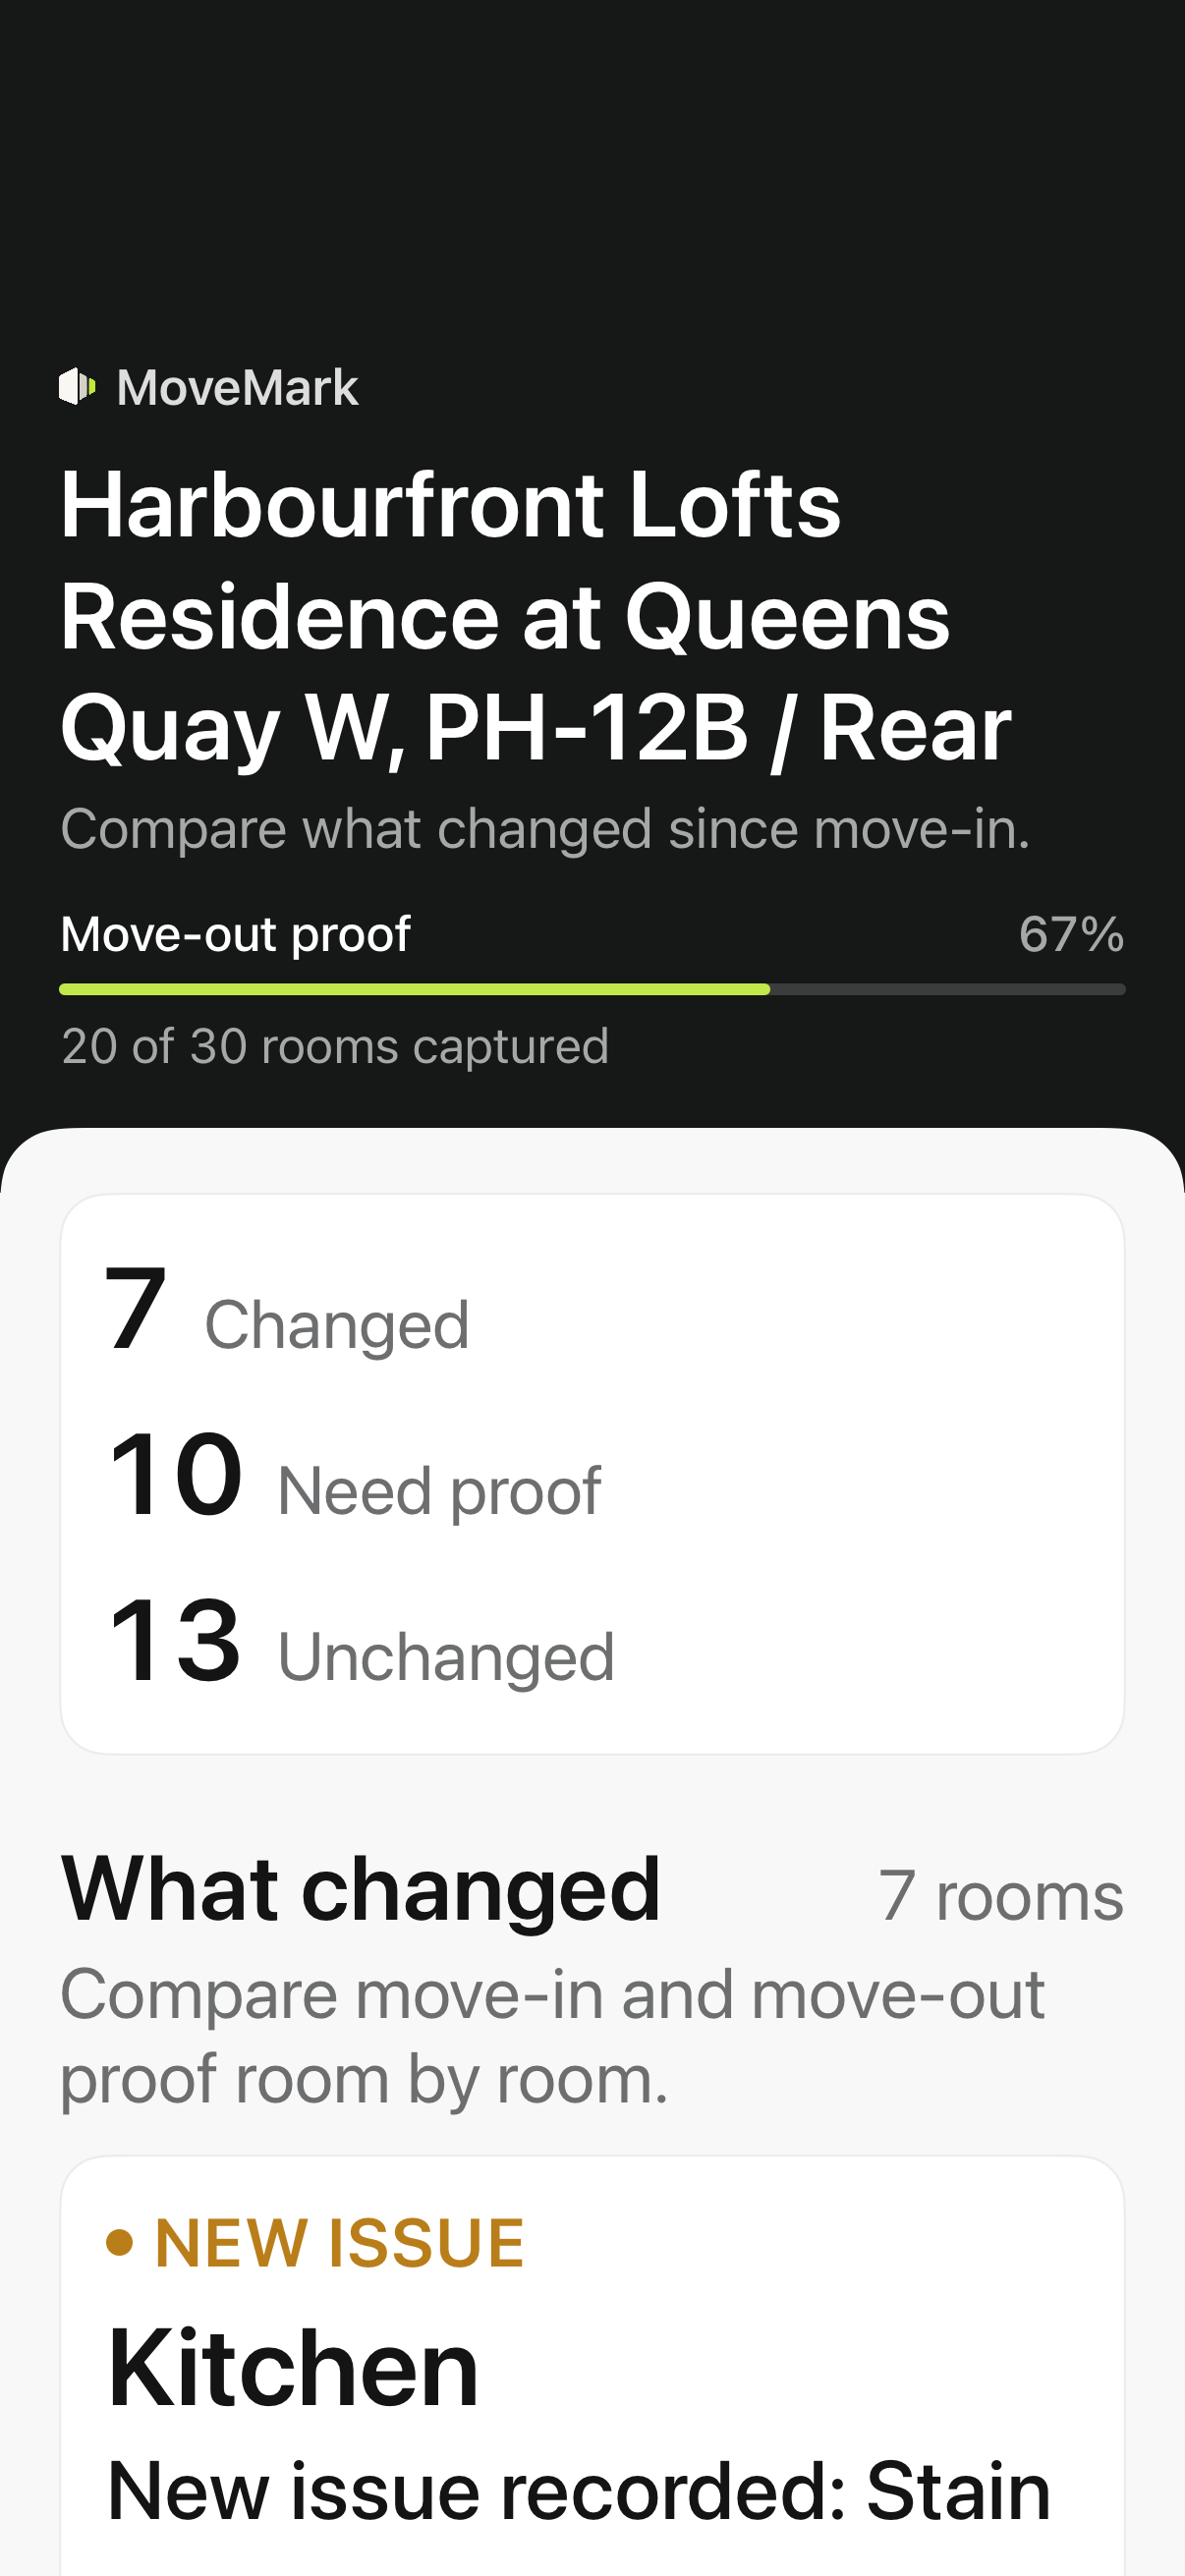 MoveMark
Harbourfront Lofts
Residence at Queens
Quay W, PH-12B / Rear
Compare what changed since move-in.
Move-out proof 67%
20 of 30 rooms captured
7 Changed
10 Need proof
13 Unchanged
What changed 7 rooms
Compare move-in and move-out
proof room by room.
NEW ISSUE
Kitchen
New issue recorded: Stain